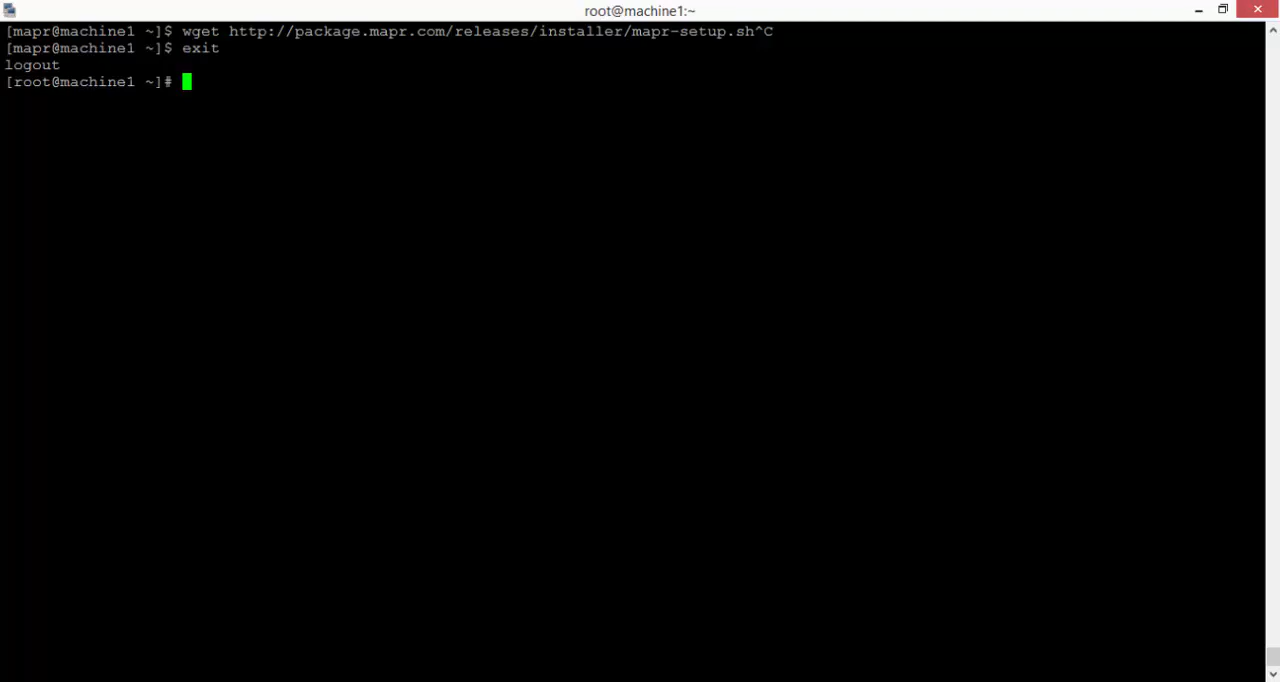 root@machine1:~
[mapr@machine1 ~]$ wget http://package.mapr.com/releases/installer/mapr-setup.sh^C
[mapr@machine1 ~]$ exit
logout
[root@machine1 ~]#